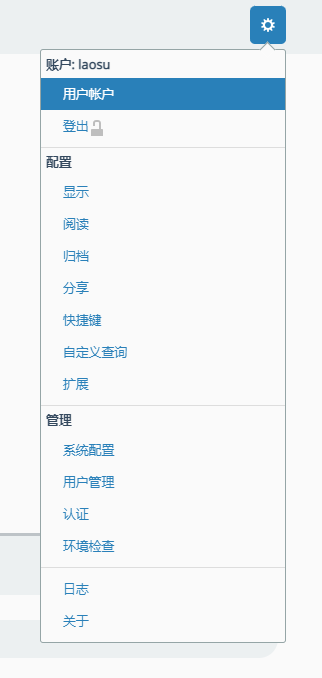 账户: laosu
用户帐户
登出
配置
显示
阅读
归档
分享
快捷键
自定义查询
扩展
管理
系统配置
用户管理
认证
环境检查
日志
关于